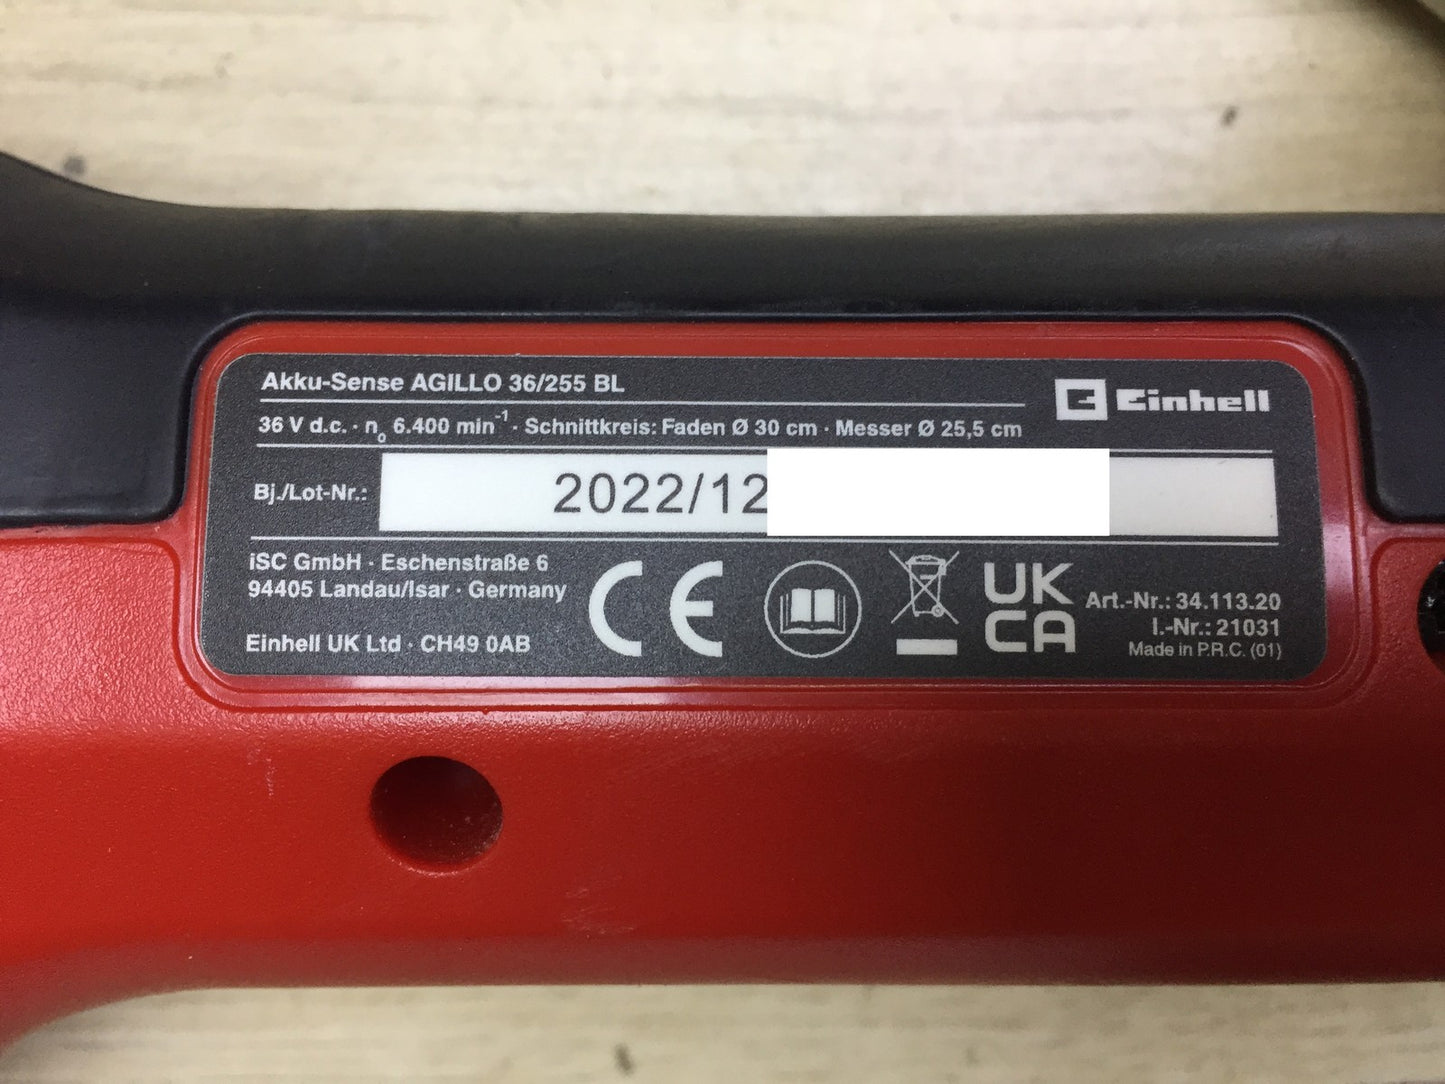 Akku-Sense AGILLO 36/255 BL
Einhell
36 V d.c. · n₀ 6.400 min⁻¹ · Schnittkreis: Faden Ø 30 cm · Messer Ø 25,5 cm
Bj./Lot-Nr.: 2022/12
iSC GmbH · Eschenstraße 6
94405 Landau/Isar · Germany
Einhell UK Ltd · CH49 0AB
CE
UK
CA
Art.-Nr.: 34.113.20
I.-Nr.: 21031
Made in P.R.C. (01)